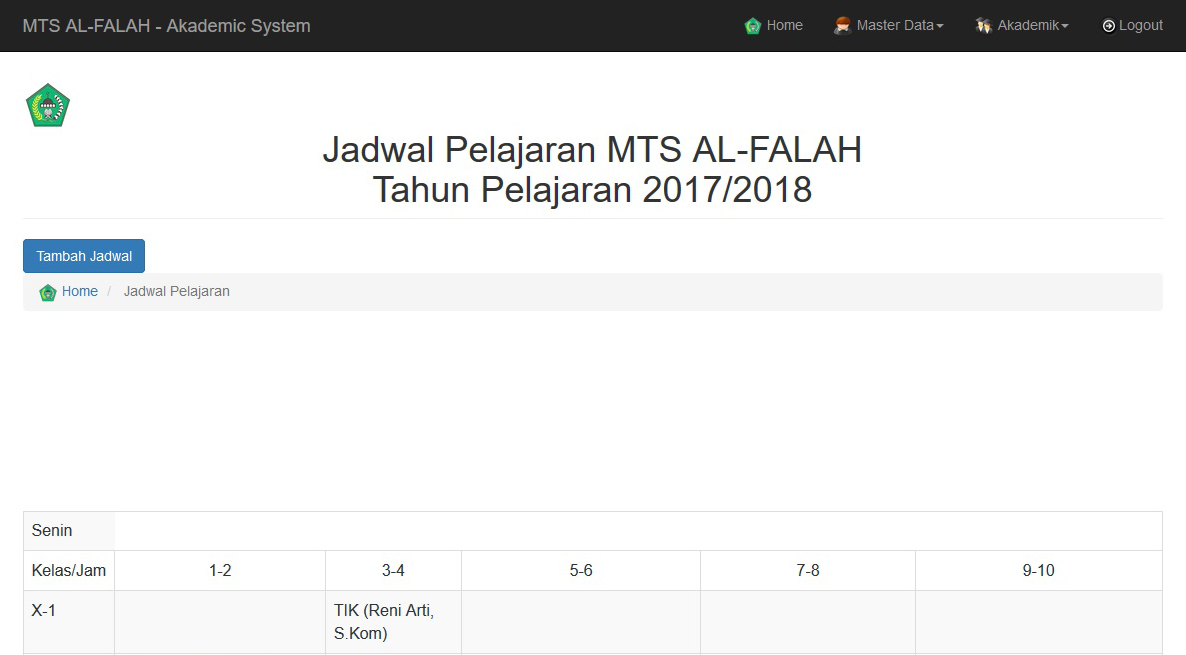 MTS AL-FALAH - Akademic System Home Master Data Akademik Logout
Jadwal Pelajaran MTS AL-FALAH
Tahun Pelajaran 2017/2018
Tambah Jadwal
Home / Jadwal Pelajaran
Senin
Kelas/Jam 1-2 3-4 5-6 7-8 9-10
X-1 TIK (Reni Arti,
S.Kom)